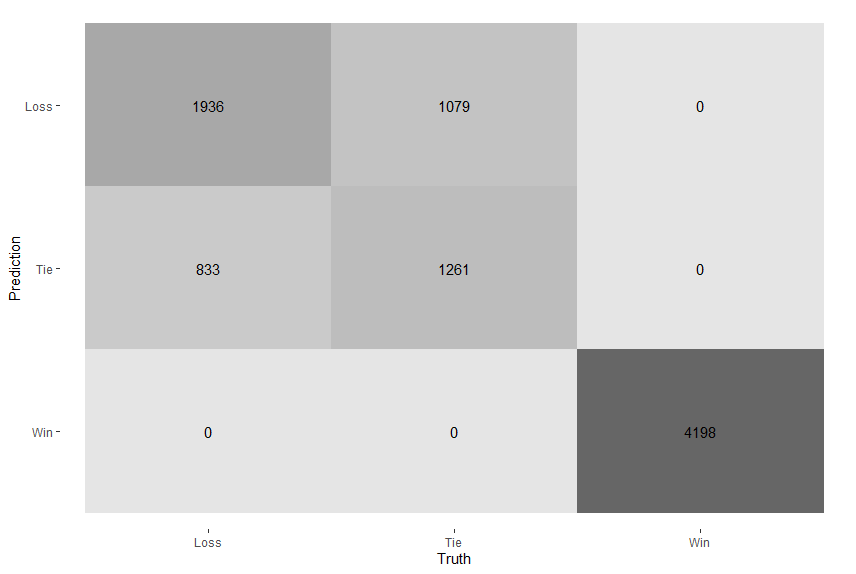 Loss 1936 1079 0
Tie 833 1261 0
Win 0 0 4198
Prediction
Loss Tie Win
Truth